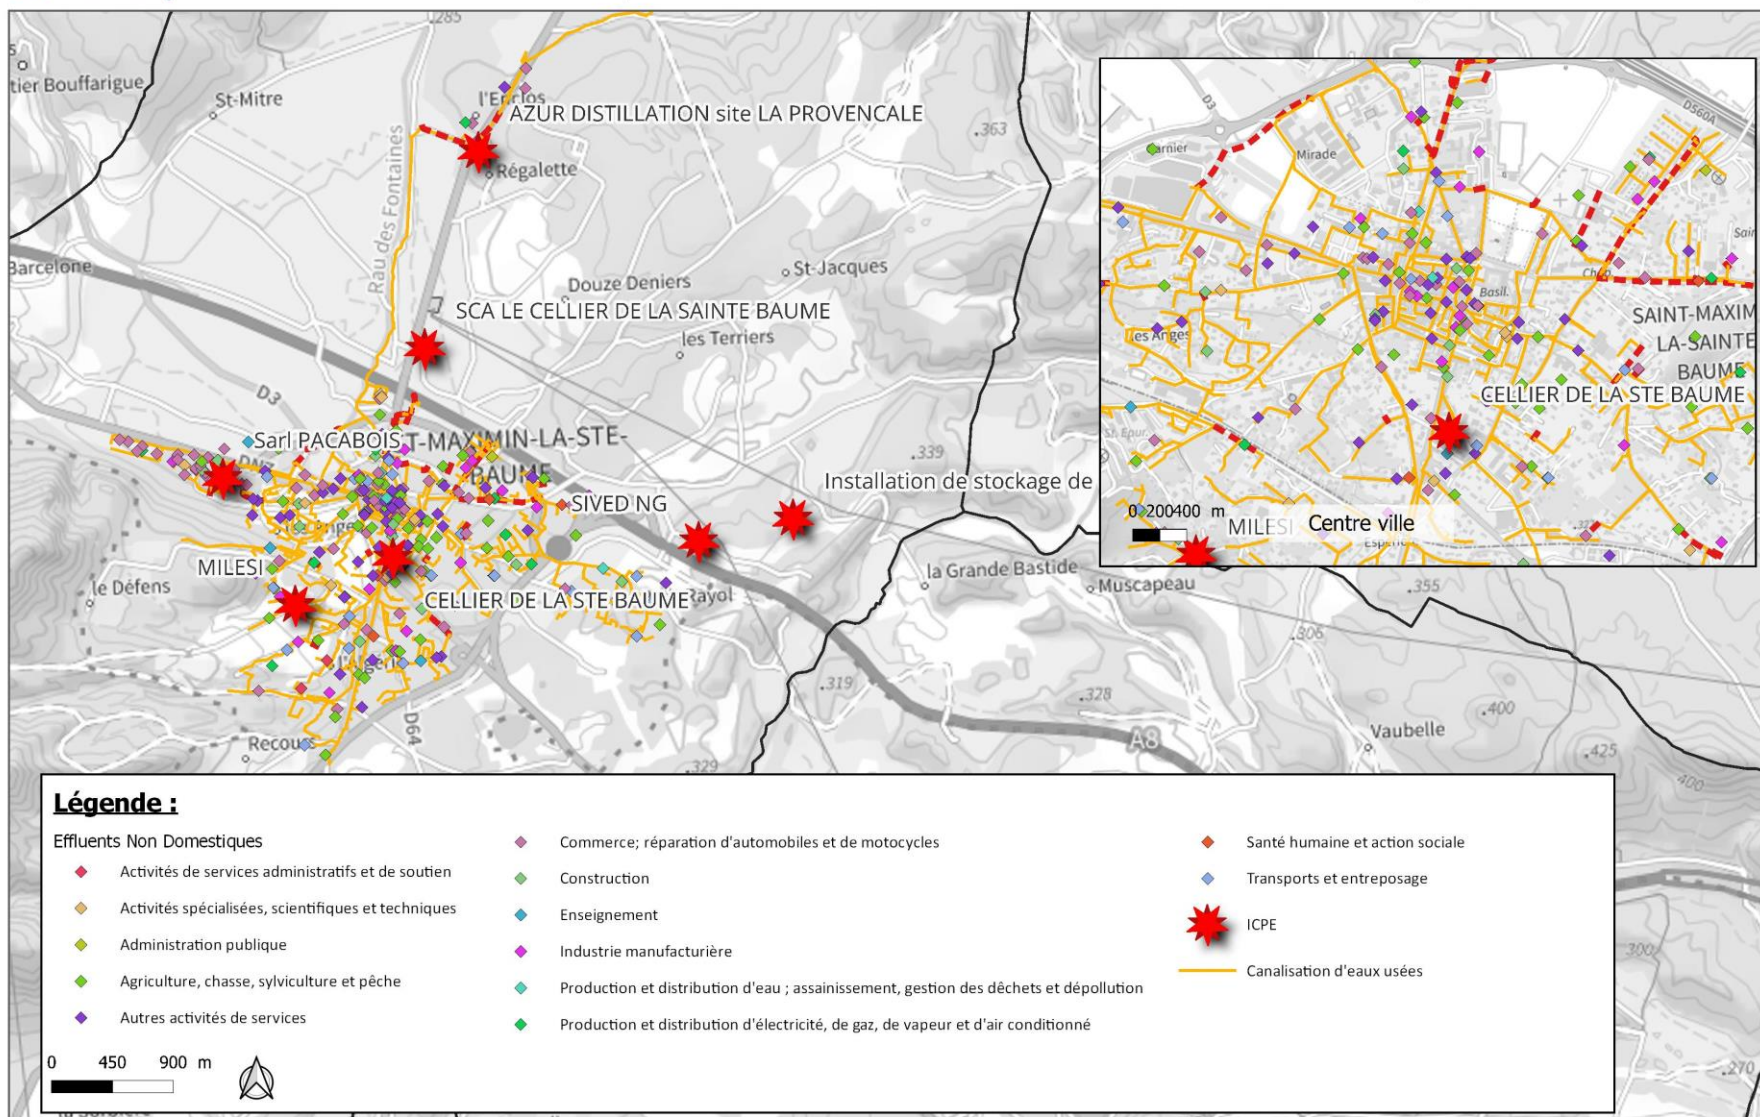 .285
tier Bouffarigue
St-Mitre
l'Enclos
AZUR DISTILLATION site LA PROVENCALE
Régalette
.363
Rau des Fontaines
Barcelone
Douze Deniers
St-Jacques
SCA LE CELLIER DE LA SAINTE BAUME
les Terriers
D3
Sarl PACABOIS
T-MAXIMIN-LA-STE-
BAUME
.339
Installation de stockage de
SIVED NG
MILESI
le Défens
CELLIER DE LA STE BAUME
Rayol
la Grande Bastide
Muscapeau
.355
.306
.319
.328
.400
D64
Recours
A8
Vaubelle
.425
.329
400
300
.270
D3
D560A
Mirade
Basil.
SAINT-MAXIM
LA-SAINTE
BAUME
les Anges
CELLIER DE LA STE BAUME
St. Epur.
0 200400 m
MILESI
Centre ville
Légende :
Effluents Non Domestiques
Activités de services administratifs et de soutien
Activités spécialisées, scientifiques et techniques
Administration publique
Agriculture, chasse, sylviculture et pêche
Autres activités de services
Commerce; réparation d'automobiles et de motocycles
Construction
Enseignement
Industrie manufacturière
Production et distribution d'eau ; assainissement, gestion des dêchets et dépollution
Production et distribution d'électricité, de gaz, de vapeur et d'air conditionné
Santé humaine et action sociale
Transports et entreposage
ICPE
Canalisation d'eaux usées
0 450 900 m